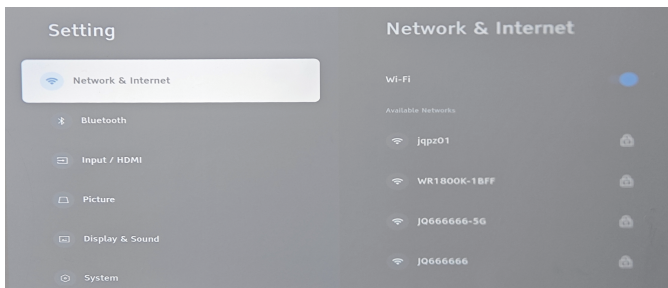 Setting
Network & Internet
Bluetooth
Input / HDMI
Picture
Display & Sound
System
Network & Internet
Wi-Fi
Available Networks
jqpz01
WR1800K-1BFF
JQ666666-5G
JQ666666